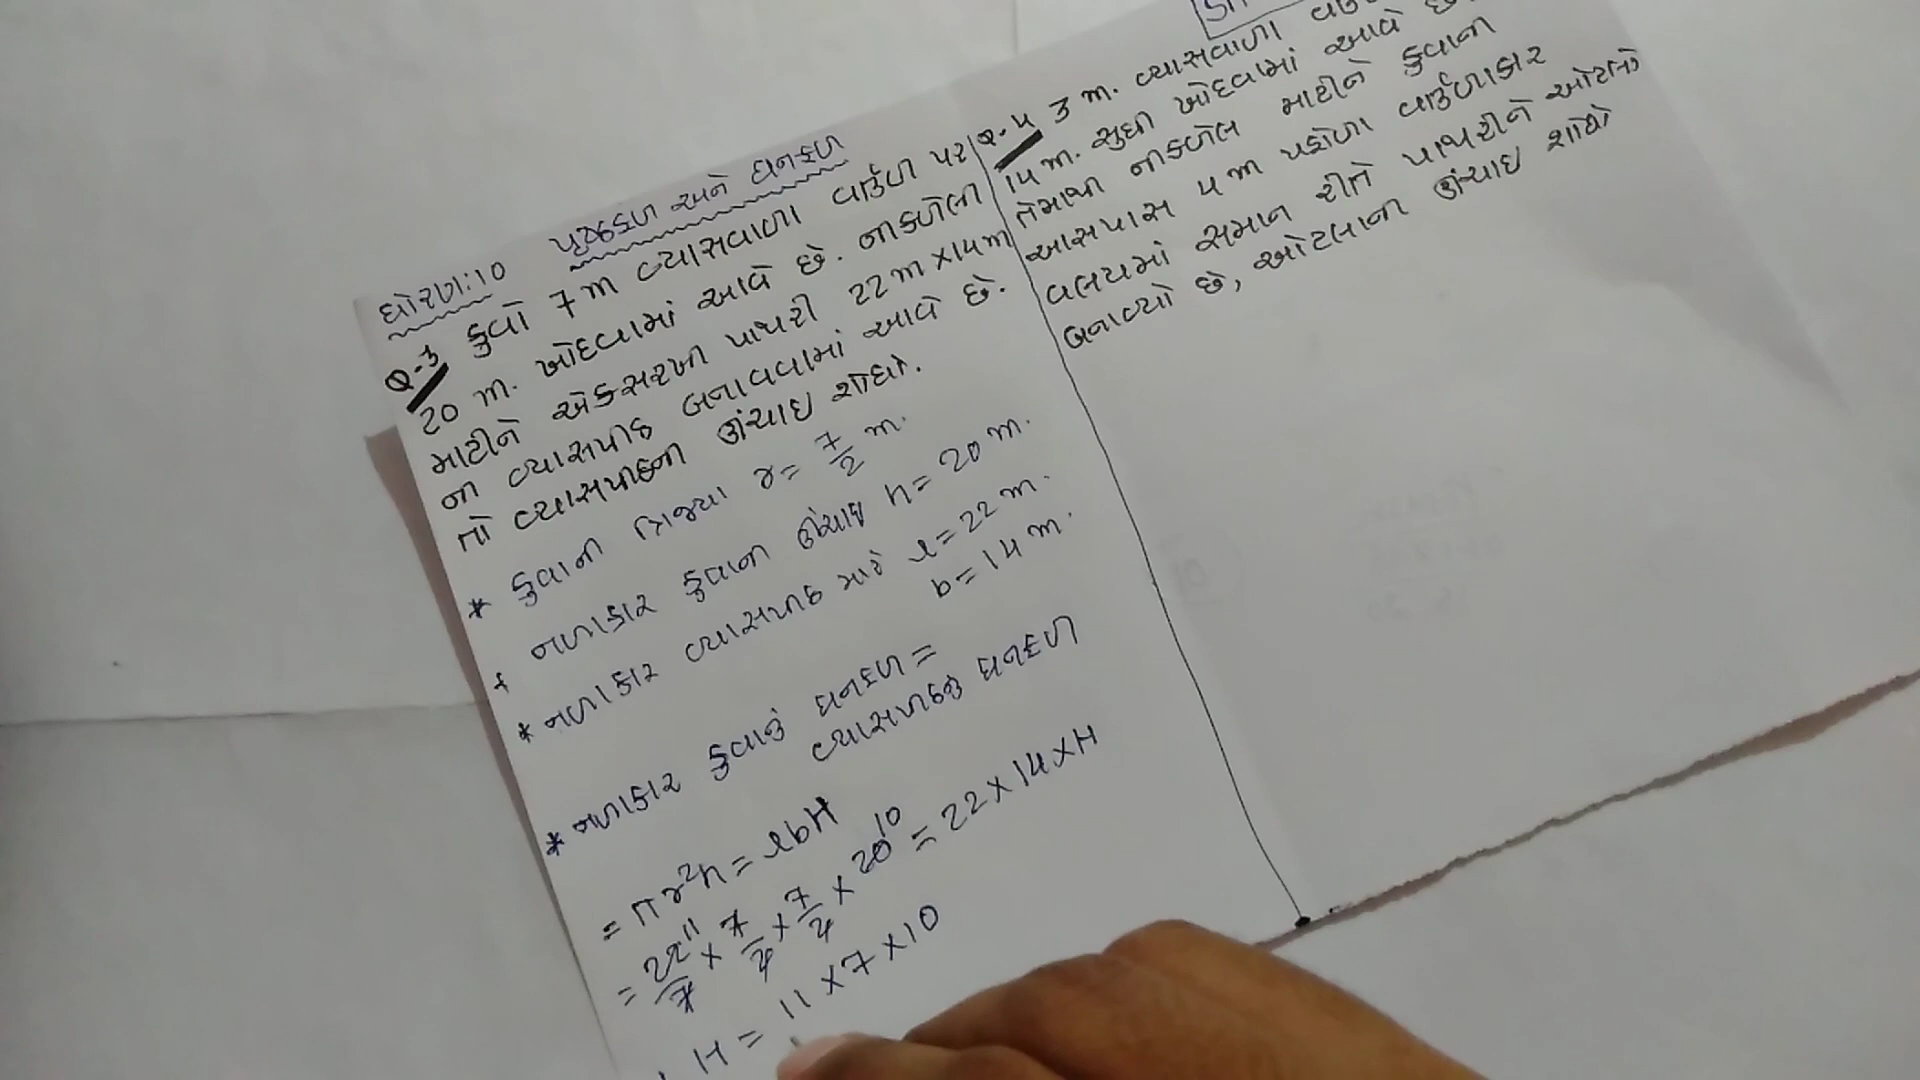 ધોરણ:10 પૃષ્ઠફળ અને ઘનફળ
Q-3 કુવો 7 m વ્યાસવાળા વર્તુળ પર
20 m. ખોદવામાં આવે છે. નીકળેલી
માટીને એકસરખી પાથરી 22 m × 14 m
ના વ્યાસપીઠ બનાવવામાં આવે છે.
તો વ્યાસપીઠની ઊંચાઇ શોધો.
* કુવાની ત્રિજ્યા r = 7/2 m.
* નળાકાર કુવાની ઊંચાઇ h = 20 m.
* નળાકાર વ્યાસપીઠ માટે l = 22 m.
b = 14 m.
* નળાકાર કુવાનું ઘનફળ =
વ્યાસપીઠનું ઘનફળ
= πr²h = lbH
= 22/7 11 × 7/2 × 7/2 × 20 10 = 22 × 14 × H
H = 11 × 7 × 10
Q-4 3 m. વ્યાસવાળા
14 m. સુધી ખોદવામાં આવે
તેમાથી નીકળેલ માટીને કુવાની
આસપાસ 4 m પહોળા વર્તુળાકાર
વલયમાં સમાન રીતે પાથરીને ઓટલો
બનાવ્યો છે, ઓટલાની ઊંચાઇ શોધો